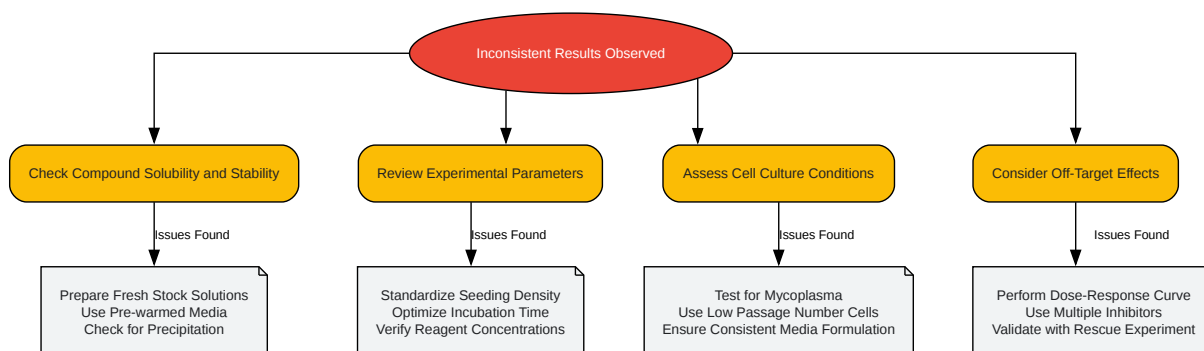 Inconsistent Results Observed
Check Compound Solubility and Stability
Review Experimental Parameters
Assess Cell Culture Conditions
Consider Off-Target Effects
Issues Found
Issues Found
Issues Found
Issues Found
Prepare Fresh Stock Solutions
Use Pre-warmed Media
Check for Precipitation
Standardize Seeding Density
Optimize Incubation Time
Verify Reagent Concentrations
Test for Mycoplasma
Use Low Passage Number Cells
Ensure Consistent Media Formulation
Perform Dose-Response Curve
Use Multiple Inhibitors
Validate with Rescue Experiment